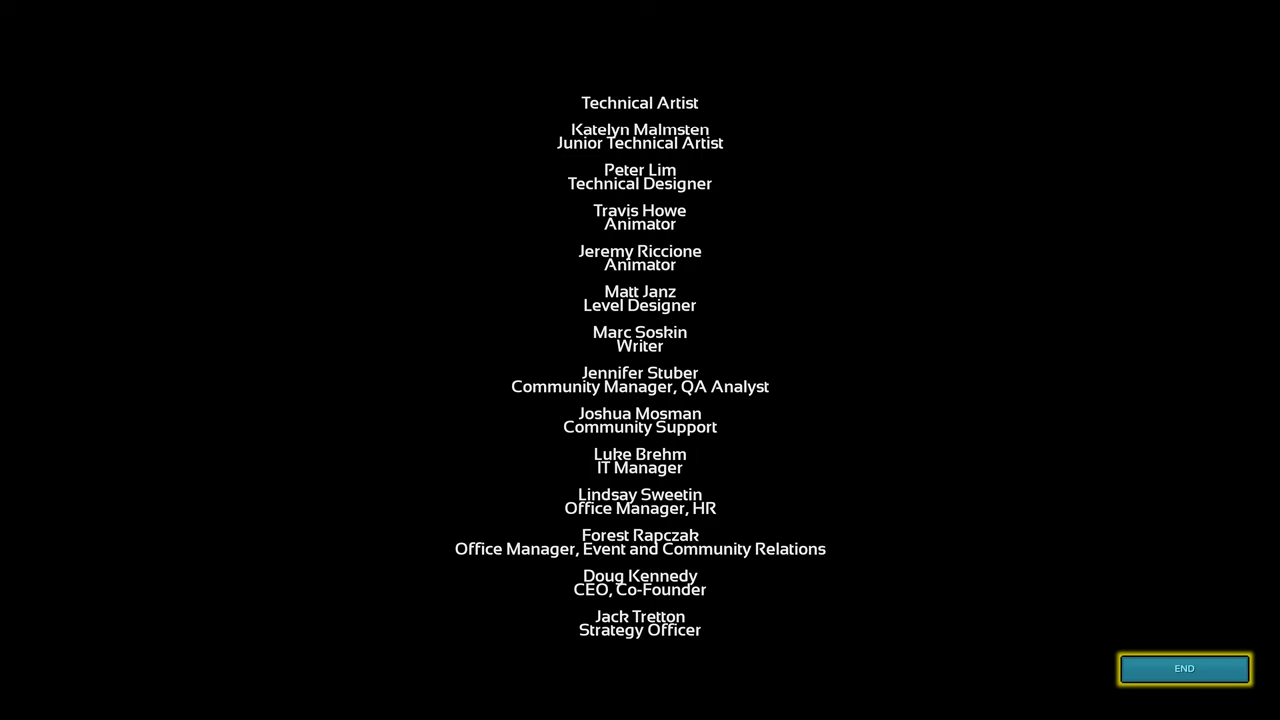 Technical Artist
Katelyn Malmsten
Junior Technical Artist
Peter Lim
Technical Designer
Travis Howe
Animator
Jeremy Riccione
Animator
Matt Janz
Level Designer
Marc Soskin
Writer
Jennifer Stuber
Community Manager, QA Analyst
Joshua Mosman
Community Support
Luke Brehm
IT Manager
Lindsay Sweetin
Office Manager, HR
Forest Rapczak
Office Manager, Event and Community Relations
Doug Kennedy
CEO, Co-Founder
Jack Tretton
Strategy Officer
END